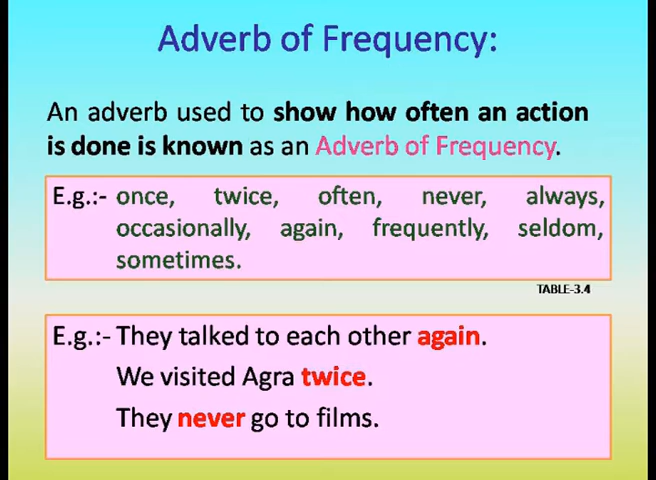 Adverb of Frequency:
An adverb used to show how often an action
is done is known as an Adverb of Frequency.
E.g.:- once, twice, often, never, always,
occasionally, again, frequently, seldom,
sometimes.
TABLE-3.4
E.g.:- They talked to each other again.
We visited Agra twice.
They never go to films.